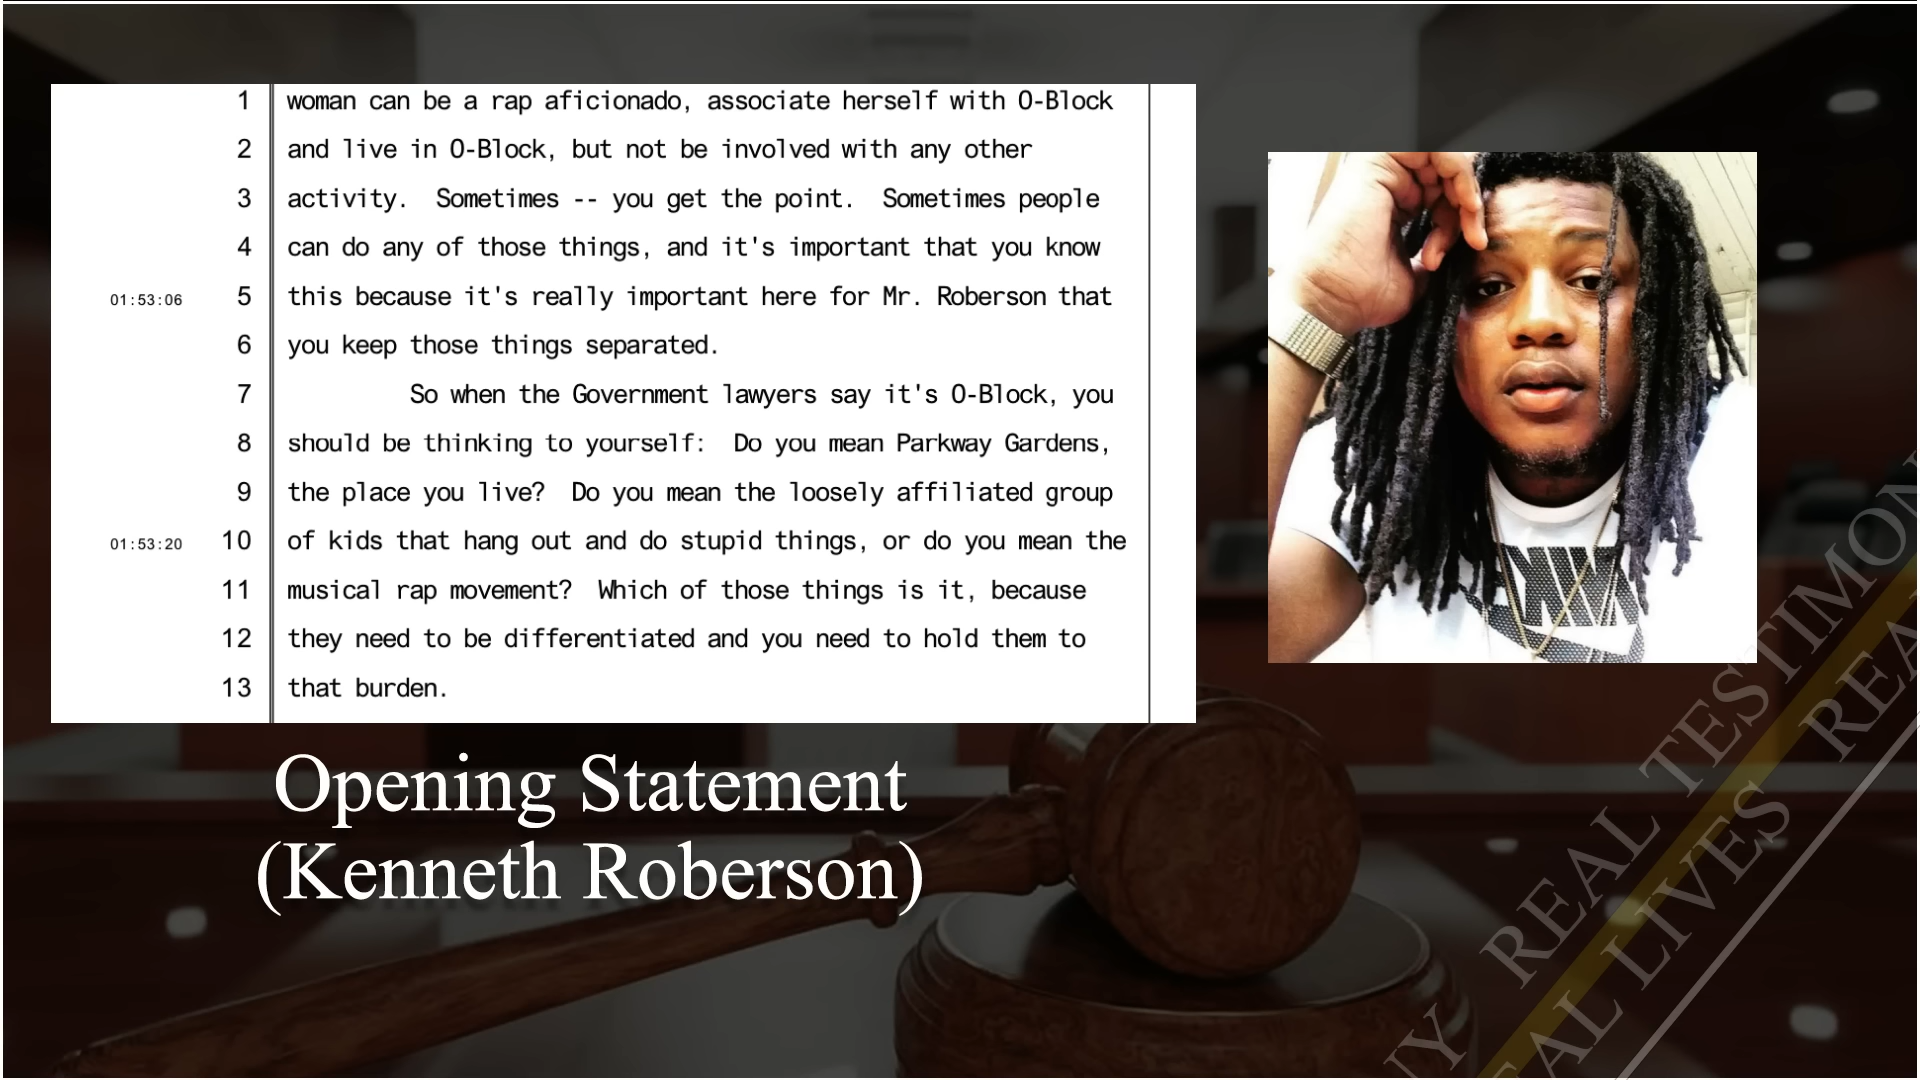 1 woman can be a rap aficionado, associate herself with O-Block
2 and live in O-Block, but not be involved with any other
3 activity. Sometimes -- you get the point. Sometimes people
4 can do any of those things, and it's important that you know
01:53:06 5 this because it's really important here for Mr. Roberson that
6 you keep those things separated.
7 So when the Government lawyers say it's O-Block, you
8 should be thinking to yourself: Do you mean Parkway Gardens,
9 the place you live? Do you mean the loosely affiliated group
01:53:20 10 of kids that hang out and do stupid things, or do you mean the
11 musical rap movement? Which of those things is it, because
12 they need to be differentiated and you need to hold them to
13 that burden.
Opening Statement
(Kenneth Roberson)
REAL TESTIMON
REAL LIVES